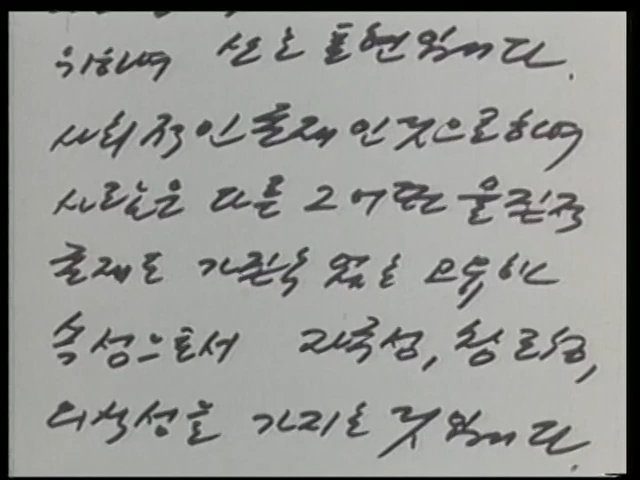 위하여 표현입니다.
사회적인 존재인것으로하여
사람은 다른 그 어떤 물질적
존재도 가질수 없는 고유한
속성으로서 자주성, 창조성,
의식성을 가지는 것입니다.